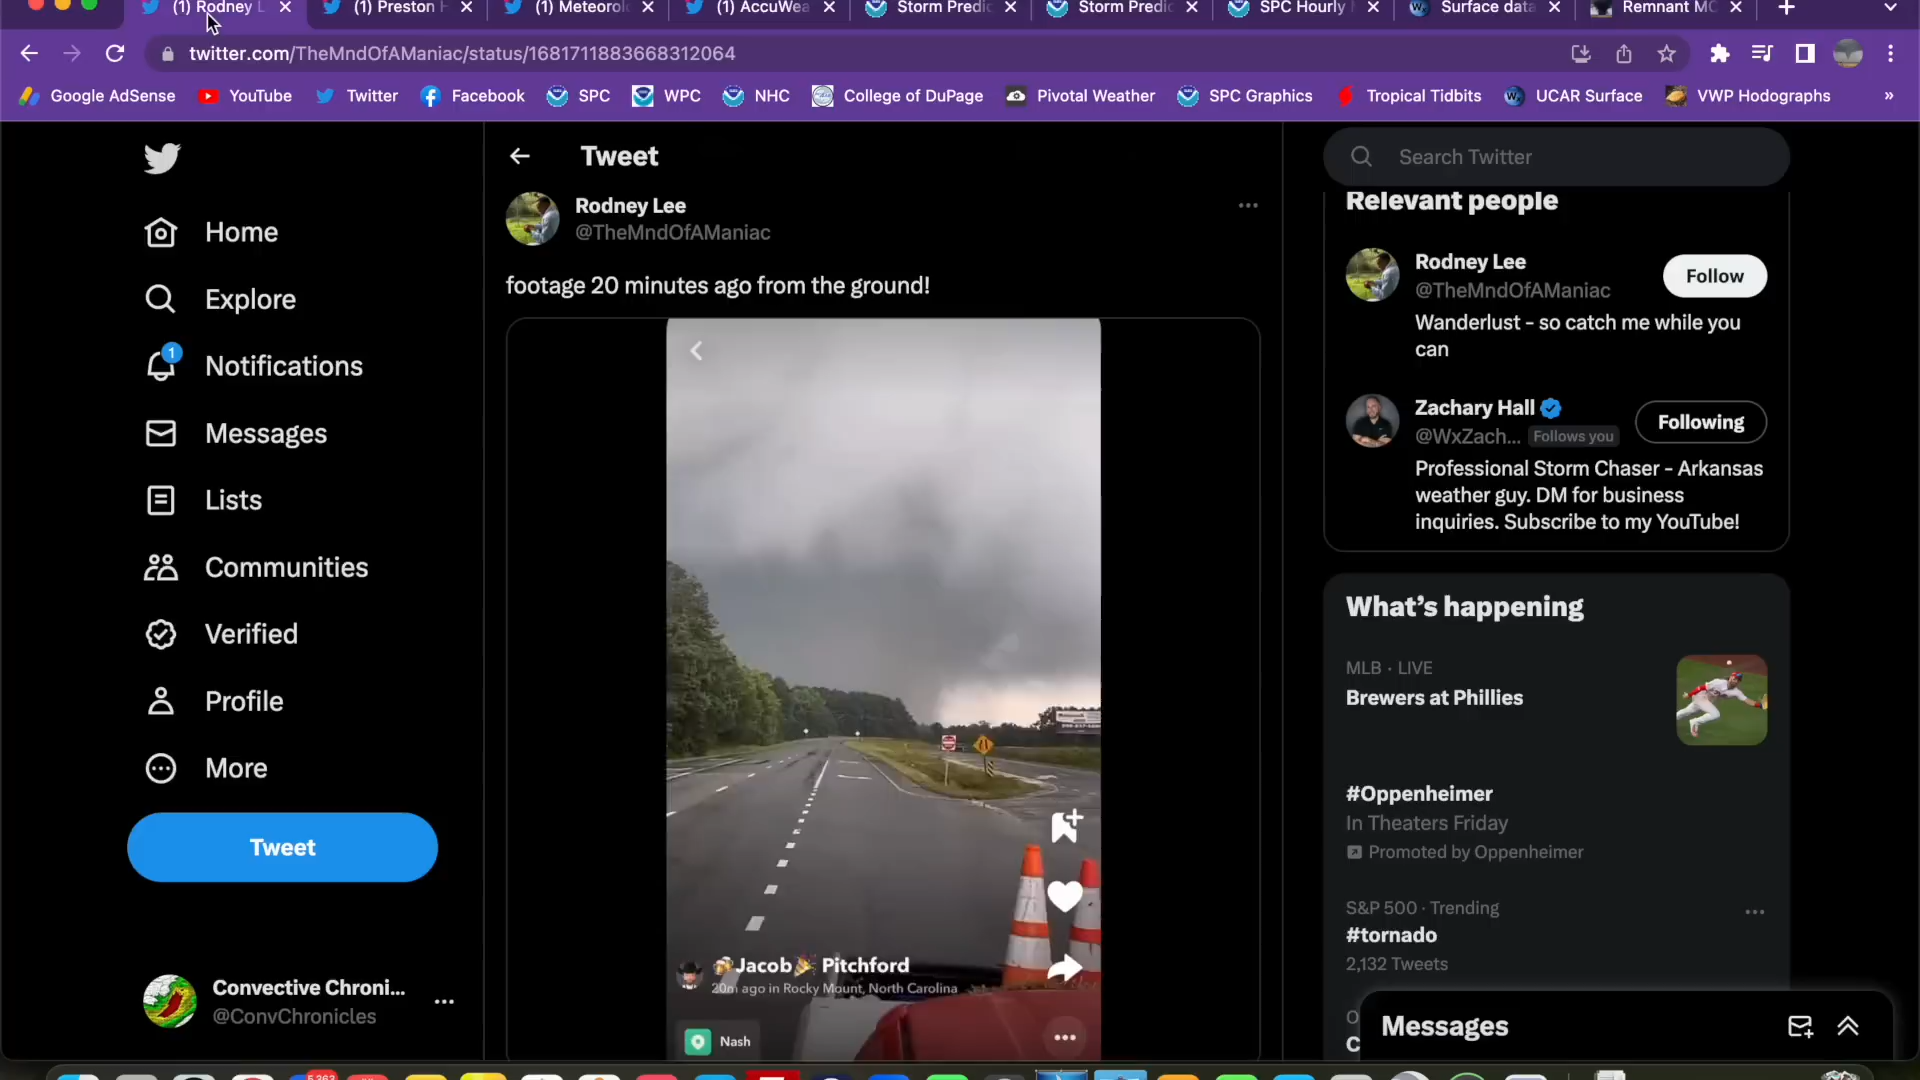 (1) Rodney L
(1) Preston H
(1) Meteorol
(1) AccuWea
Storm Predic
Storm Predic
SPC Hourly
Surface data
Remnant MC
twitter.com/TheMndOfAManiac/status/1681711883668312064
Google AdSense
YouTube
Twitter
Facebook
SPC
WPC
NHC
College of DuPage
Pivotal Weather
SPC Graphics
Tropical Tidbits
UCAR Surface
VWP Hodographs
»
Home
Explore
1
Notifications
Messages
Lists
Communities
Verified
Profile
More
Tweet
Convective Chroni...
@ConvChronicles
Tweet
Rodney Lee
@TheMndOfAManiac
footage 20 minutes ago from the ground!
Jacob Pitchford
20m ago in Rocky Mount, North Carolina
Nash
Search Twitter
Relevant people
Rodney Lee
@TheMndOfAManiac
Follow
Wanderlust - so catch me while you
can
Zachary Hall
@WxZach... Follows you
Following
Professional Storm Chaser - Arkansas
weather guy. DM for business
inquiries. Subscribe to my YouTube!
What's happening
MLB · LIVE
Brewers at Phillies
#Oppenheimer
In Theaters Friday
Promoted by Oppenheimer
S&P 500 · Trending
#tornado
2,132 Tweets
Messages
5,363